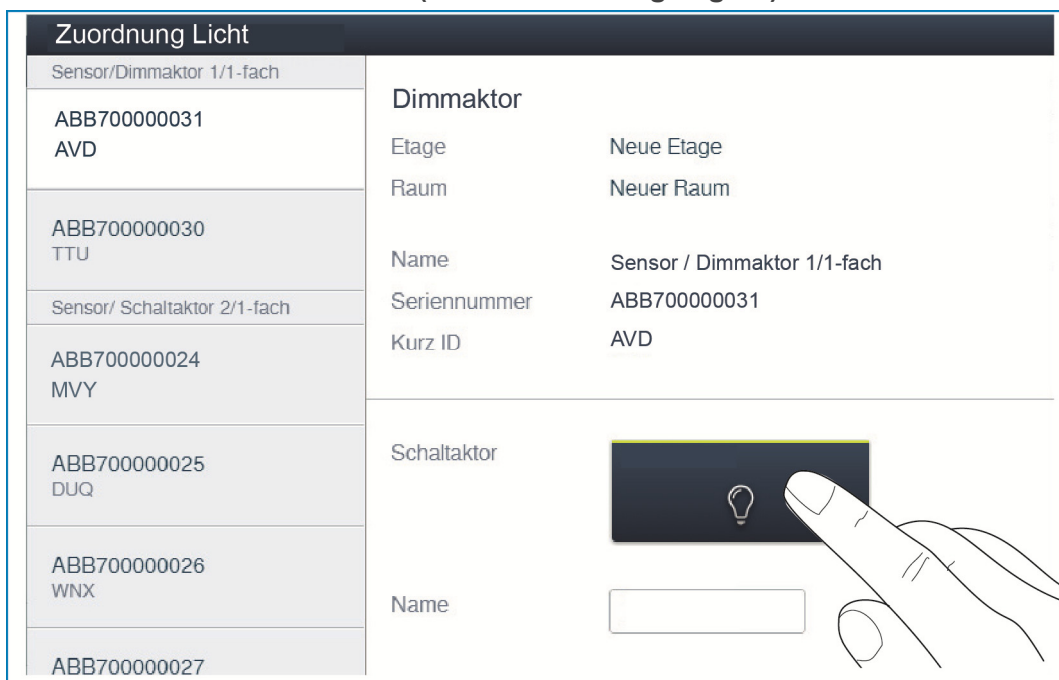 Zuordnung Licht
Sensor/Dimmaktor 1/1-fach
ABB700000031
AVD
ABB700000030
TTU
Sensor/ Schaltaktor 2/1-fach
ABB700000024
MVY
ABB700000025
DUQ
ABB700000026
WNX
ABB700000027
Dimmaktor
Etage Neue Etage
Raum Neuer Raum
Name Sensor / Dimmaktor 1/1-fach
Seriennummer ABB700000031
Kurz ID AVD
Schaltaktor
Name